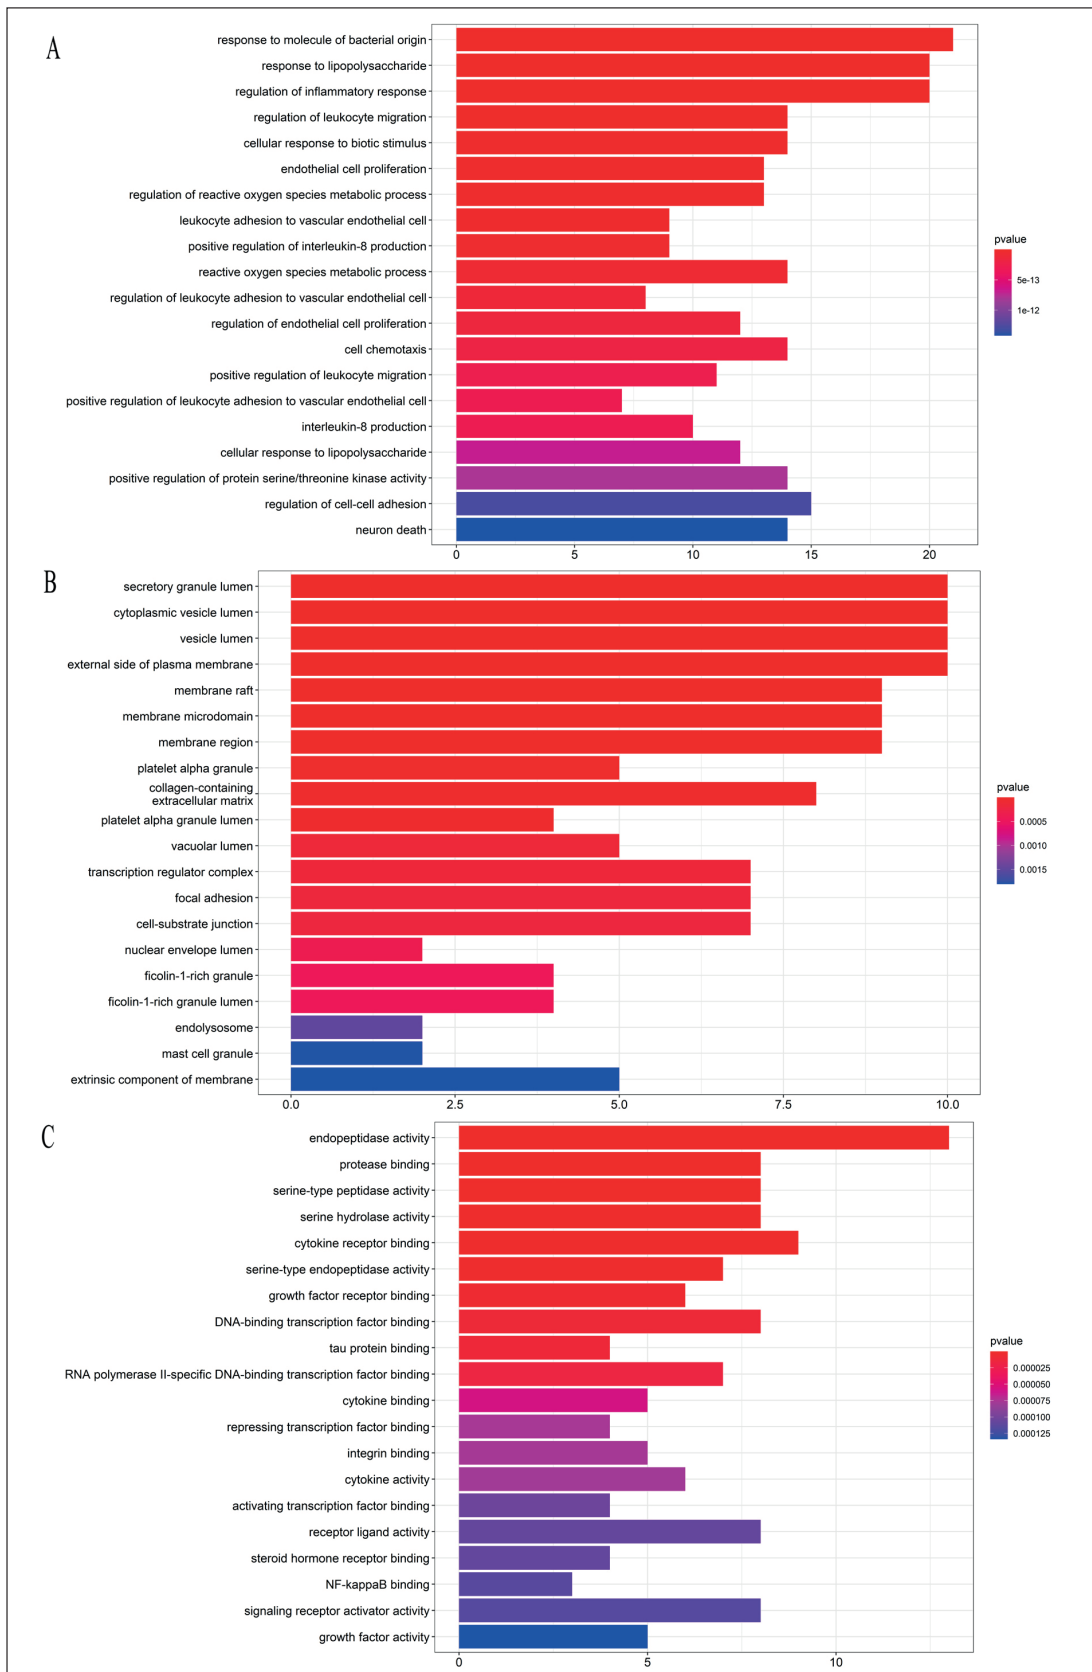 A
response to molecule of bacterial origin
response to lipopolysaccharide
regulation of inflammatory response
regulation of leukocyte migration
cellular response to biotic stimulus
endothelial cell proliferation
regulation of reactive oxygen species metabolic process
leukocyte adhesion to vascular endothelial cell
positive regulation of interleukin-8 production
reactive oxygen species metabolic process
regulation of leukocyte adhesion to vascular endothelial cell
regulation of endothelial cell proliferation
cell chemotaxis
positive regulation of leukocyte migration
positive regulation of leukocyte adhesion to vascular endothelial cell
interleukin-8 production
cellular response to lipopolysaccharide
positive regulation of protein serine/threonine kinase activity
regulation of cell-cell adhesion
neuron death
0 5 10 15 20
pvalue
5e-13
1e-12
B
secretory granule lumen
cytoplasmic vesicle lumen
vesicle lumen
external side of plasma membrane
membrane raft
membrane microdomain
membrane region
platelet alpha granule
collagen-containing
extracellular matrix
platelet alpha granule lumen
vacuolar lumen
transcription regulator complex
focal adhesion
cell-substrate junction
nuclear envelope lumen
ficolin-1-rich granule
ficolin-1-rich granule lumen
endolysosome
mast cell granule
extrinsic component of membrane
0.0 2.5 5.0 7.5 10.0
pvalue
0.0005
0.0010
0.0015
C
endopeptidase activity
protease binding
serine-type peptidase activity
serine hydrolase activity
cytokine receptor binding
serine-type endopeptidase activity
growth factor receptor binding
DNA-binding transcription factor binding
tau protein binding
RNA polymerase II-specific DNA-binding transcription factor binding
cytokine binding
repressing transcription factor binding
integrin binding
cytokine activity
activating transcription factor binding
receptor ligand activity
steroid hormone receptor binding
NF-kappaB binding
signaling receptor activator activity
growth factor activity
0 5 10
pvalue
0.000025
0.000050
0.000075
0.000100
0.000125